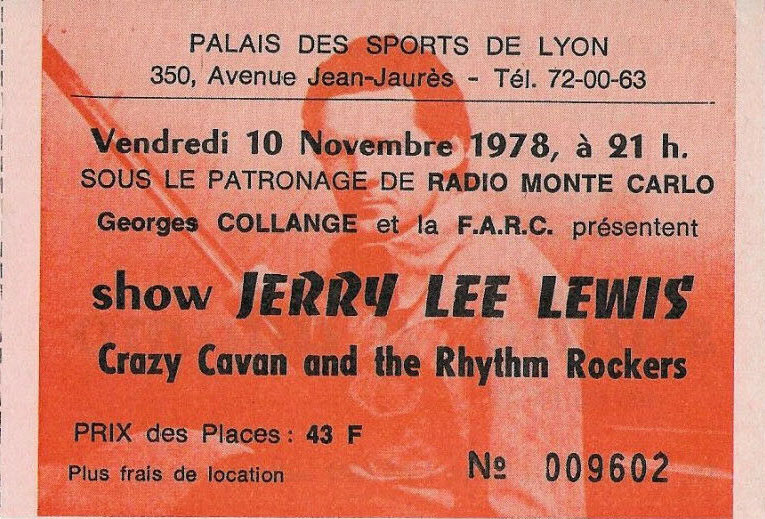 PALAIS DES SPORTS DE LYON
350, Avenue Jean-Jaurès - Tél. 72-00-63
Vendredi 10 Novembre 1978, à 21 h.
SOUS LE PATRONAGE DE RADIO MONTE CARLO
Georges COLLANGE et la F.A.R.C. présentent
show JERRY LEE LEWIS
Crazy Cavan and the Rhythm Rockers
PRIX des Places : 43 F
Plus frais de location
Nº 009602